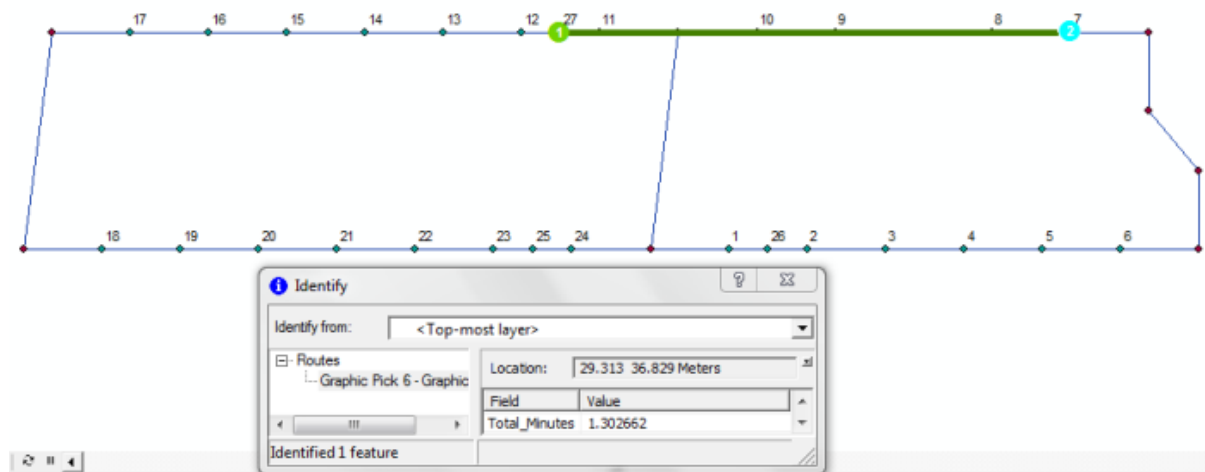 17 16 15 14 13 12 27 11 10 9 8 7
1 2
18 19 20 21 22 23 25 24 1 26 2 3 4 5 6
Identify
Identify from: <Top-most layer>
Routes
Graphic Pick 6 - Graphic
Location: 29.313 36.829 Meters
Field Value
Total_Minutes 1.302662
Identified 1 feature